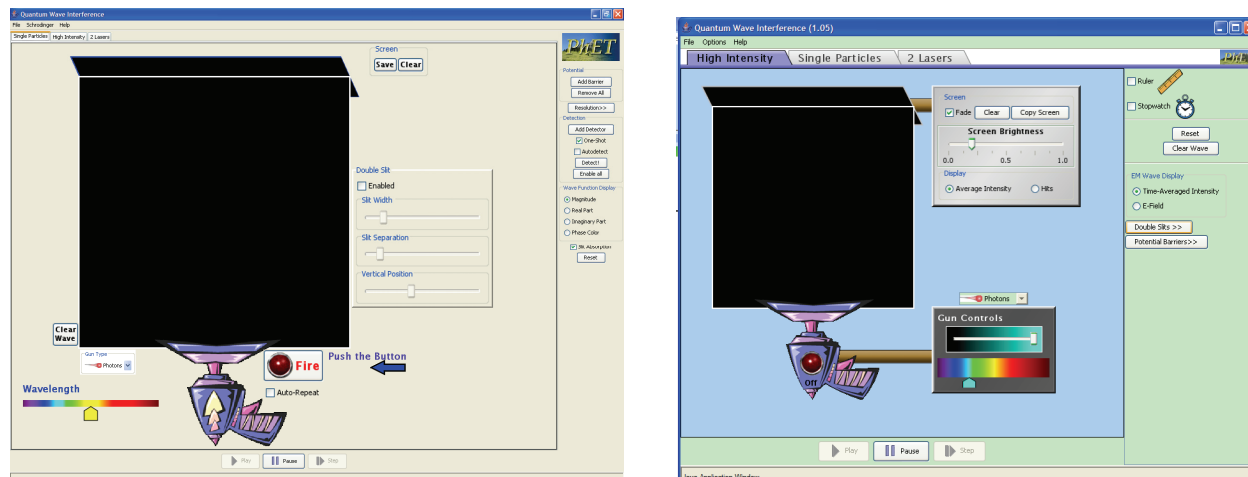 Quantum Wave Interference
File Schrodinger Help
Single Particles High Intensity 2 Lasers
Screen
Save Clear
PhET
Potential
Add Barrier
Remove All
Resolution>>
Detection
Add Detector
One-Shot
Autodetect
Detect!
Enable all
Wave Function Display
Magnitude
Real Part
Imaginary Part
Phase Color
Slit Absorption
Reset
Double Slit
Enabled
Slit Width
Slit Separation
Vertical Position
Clear
Wave
Gun Type
Photons
Fire
Push the Button
Auto-Repeat
Wavelength
Play Pause Step
Quantum Wave Interference (1.05)
File Options Help
High Intensity Single Particles 2 Lasers
Screen
Fade Clear Copy Screen
Screen Brightness
0.0 0.5 1.0
Display
Average Intensity Hits
Ruler
Stopwatch
Reset
Clear Wave
EM Wave Display
Time-Averaged Intensity
E-Field
Double Slits >>
Potential Barriers>>
Photons
Gun Controls
Off
Play Pause Step